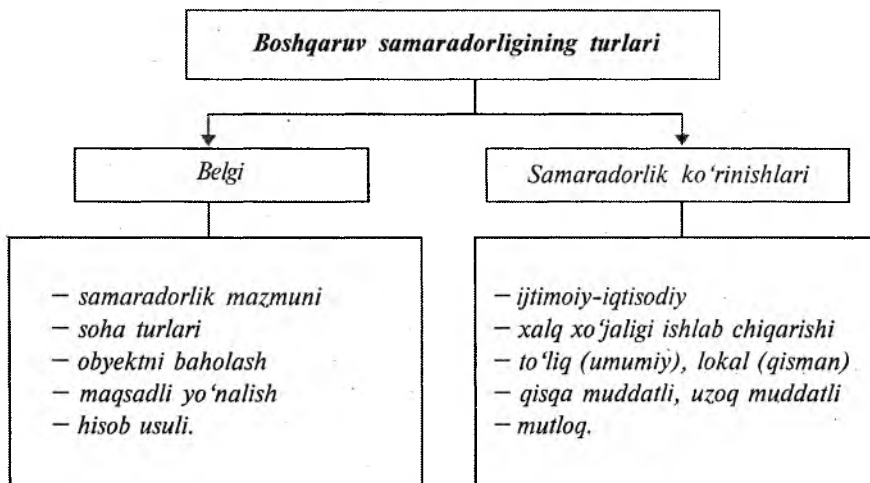 Boshqaruv samaradorligining turlari
Belgi
– samaradorlik mazmuni
– soha turlari
– obyektni baholash
– maqsadli yo‘nalish
– hisob usuli.
Samaradorlik ko‘rinishlari
– ijtimoiy-iqtisodiy
– xalq xo‘jaligi ishlab chiqarishi
– to‘liq (umumiy), lokal (qisman)
– qisqa muddatli, uzoq muddatli
– mutloq.